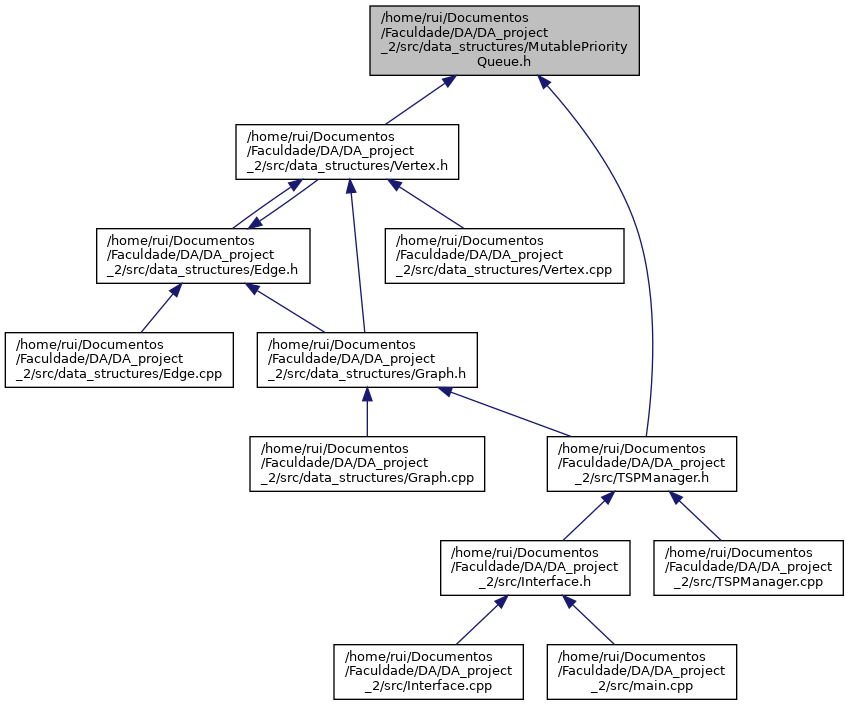 /home/rui/Documentos
/Faculdade/DA/DA_project
_2/src/data_structures/MutablePriority
Queue.h
/home/rui/Documentos
/Faculdade/DA/DA_project
_2/src/data_structures/Vertex.h
/home/rui/Documentos
/Faculdade/DA/DA_project
_2/src/data_structures/Edge.h
/home/rui/Documentos
/Faculdade/DA/DA_project
_2/src/data_structures/Vertex.cpp
/home/rui/Documentos
/Faculdade/DA/DA_project
_2/src/data_structures/Edge.cpp
/home/rui/Documentos
/Faculdade/DA/DA_project
_2/src/data_structures/Graph.h
/home/rui/Documentos
/Faculdade/DA/DA_project
_2/src/data_structures/Graph.cpp
/home/rui/Documentos
/Faculdade/DA/DA_project
_2/src/TSPManager.h
/home/rui/Documentos
/Faculdade/DA/DA_project
_2/src/Interface.h
/home/rui/Documentos
/Faculdade/DA/DA_project
_2/src/TSPManager.cpp
/home/rui/Documentos
/Faculdade/DA/DA_project
_2/src/Interface.cpp
/home/rui/Documentos
/Faculdade/DA/DA_project
_2/src/main.cpp